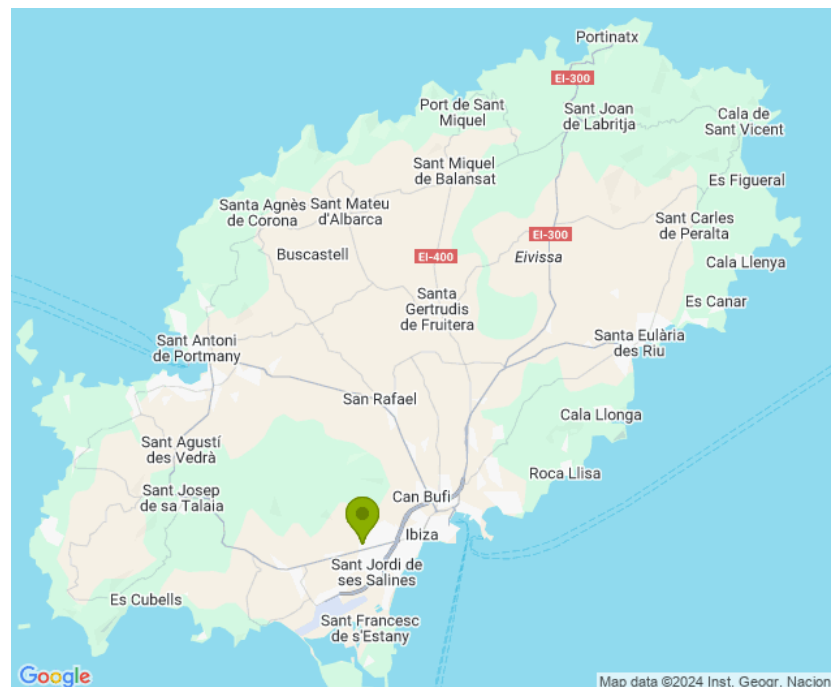 Portinatx
EI-300
Port de Sant
Miquel
Sant Joan
de Labritja
Cala de
Sant Vicent
Sant Miquel
de Balansat
Es Figueral
Santa Agnès
de Corona
Sant Mateu
d'Albarca
Sant Carles
de Peralta
EI-300
Buscastell
EI-400
Eivissa
Cala Llenya
Santa
Gertrudis
de Fruitera
Es Canar
Sant Antoni
de Portmany
Santa Eulària
des Riu
San Rafael
Cala Llonga
Sant Agustí
des Vedrà
Roca Llisa
Sant Josep
de sa Talaia
Can Bufi
Ibiza
Sant Jordi de
ses Salines
Es Cubells
Sant Francesc
de s'Estany
Google
Map data ©2024 Inst. Geogr. Nacion